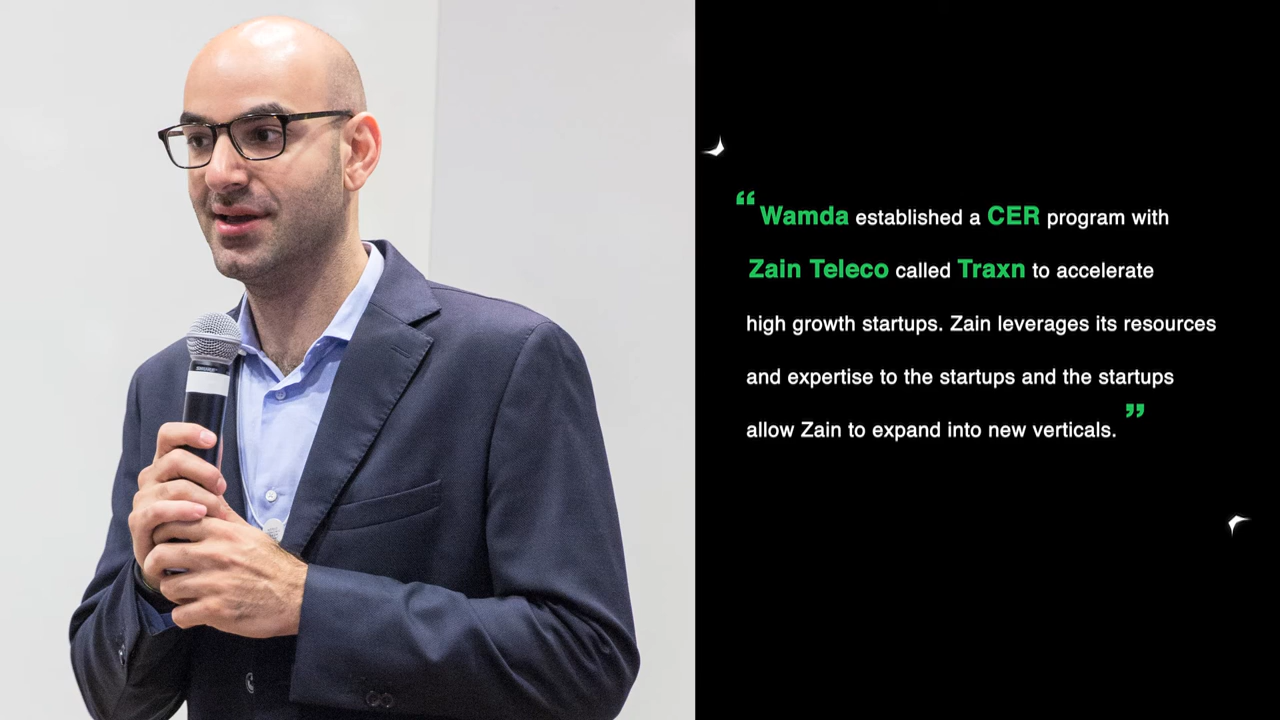 “Wamda established a CER program with
Zain Teleco called Traxn to accelerate
high growth startups. Zain leverages its resources
and expertise to the startups and the startups
allow Zain to expand into new verticals.”